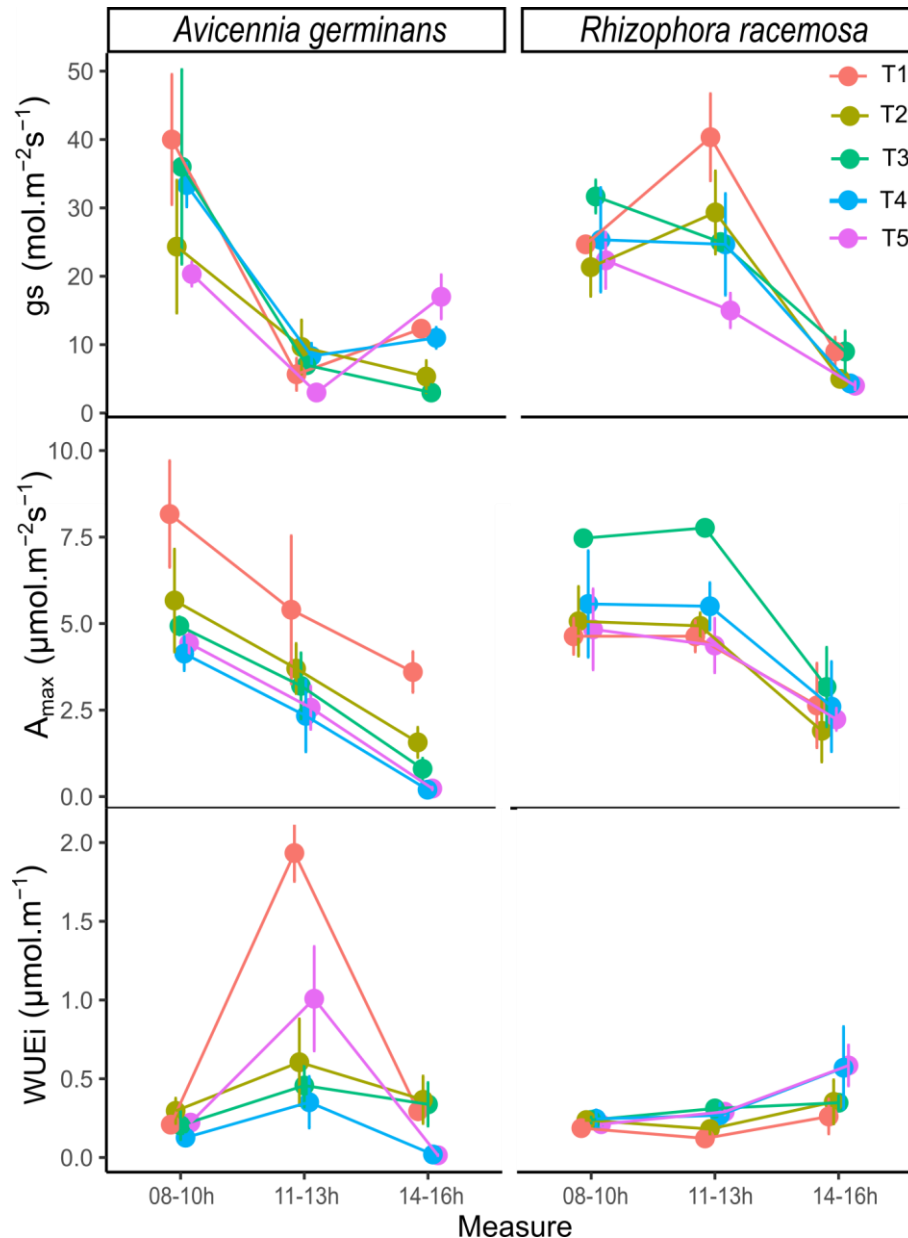 Avicennia germinans
Rhizophora racemosa
gs (mol.m⁻²s⁻¹)
50
40
30
20
10
0
T1
T2
T3
T4
T5
Aₘₐₓ (µmol.m⁻²s⁻¹)
10.0
7.5
5.0
2.5
0.0
WUEi (µmol.m⁻¹)
2.0
1.5
1.0
0.5
0.0
08-10h 11-13h 14-16h
08-10h 11-13h 14-16h
Measure